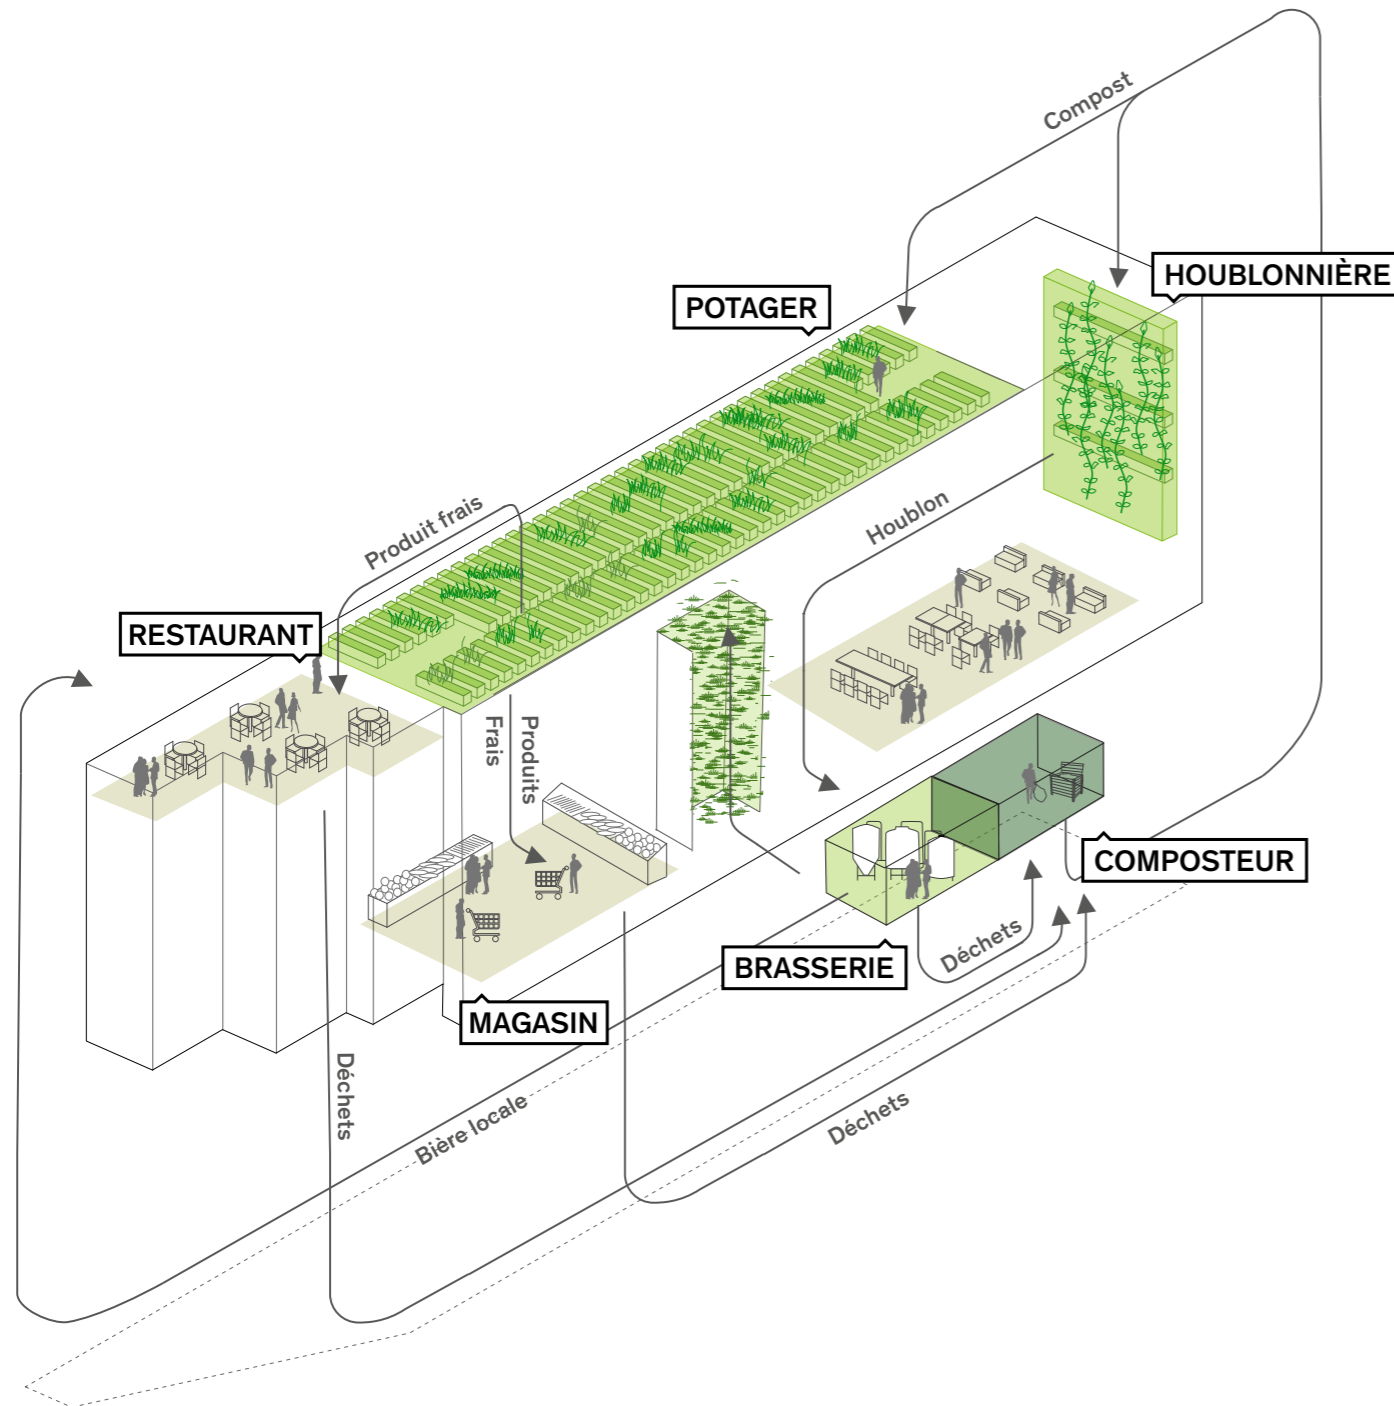 Compost
HOUBLONNIÈRE
POTAGER
Produit frais
Houblon
RESTAURANT
Produits
Frais
COMPOSTEUR
BRASSERIE
Déchets
MAGASIN
Déchets
Bière locale
Déchets